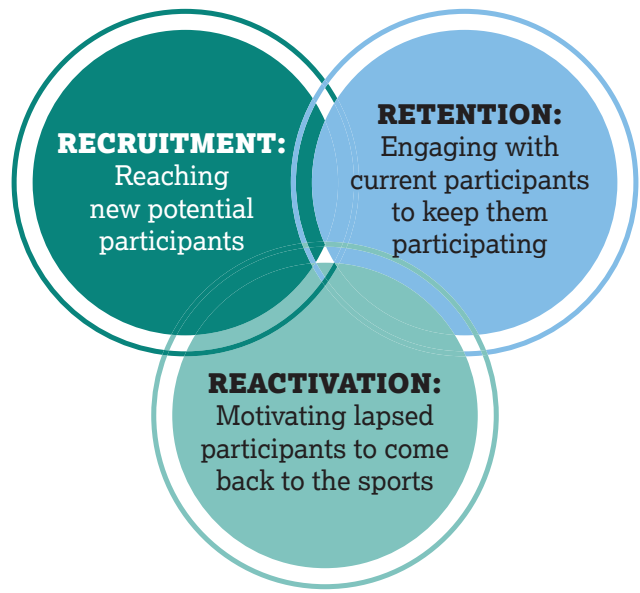 RECRUITMENT:
Reaching
new potential
participants
RETENTION:
Engaging with
current participants
to keep them
participating
REACTIVATION:
Motivating lapsed
participants to come
back to the sports